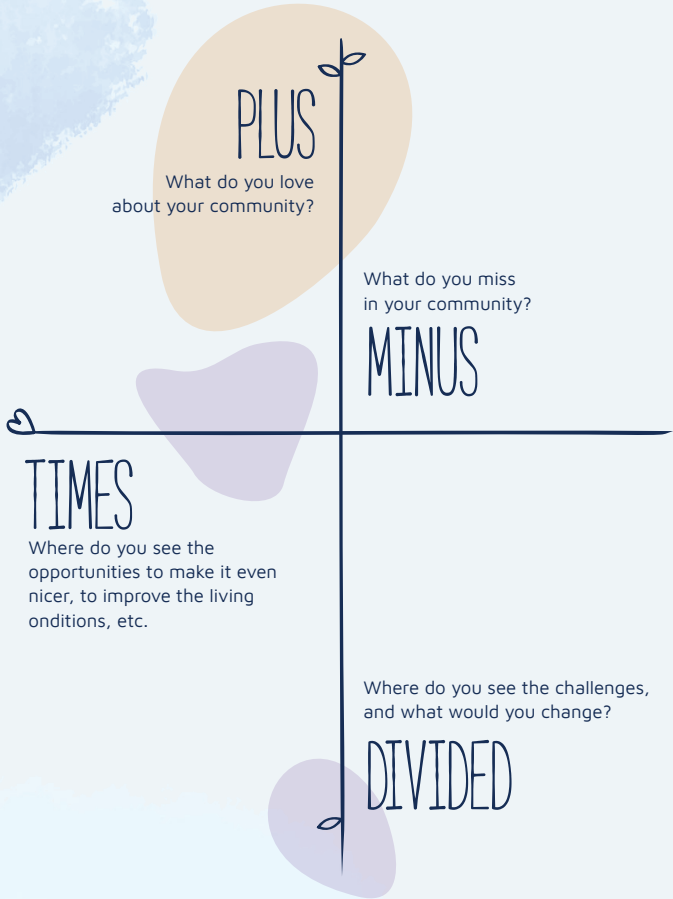 PLUS
What do you love
about your community?
What do you miss
in your community?
MINUS
TIMES
Where do you see the
opportunities to make it even
nicer, to improve the living
onditions, etc.
Where do you see the challenges,
and what would you change?
DIVIDED